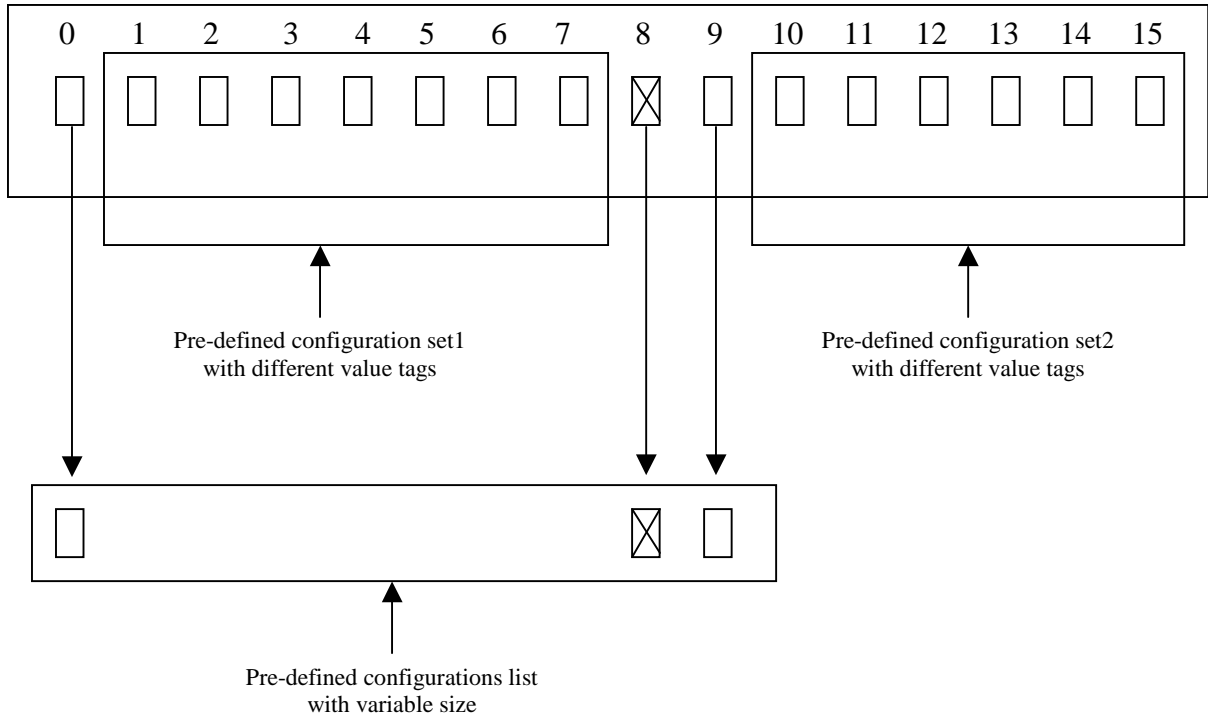 0 1 2 3 4 5 6 7 8 9 10 11 12 13 14 15
Pre-defined configuration set1
with different value tags
Pre-defined configuration set2
with different value tags
Pre-defined configurations list
with variable size